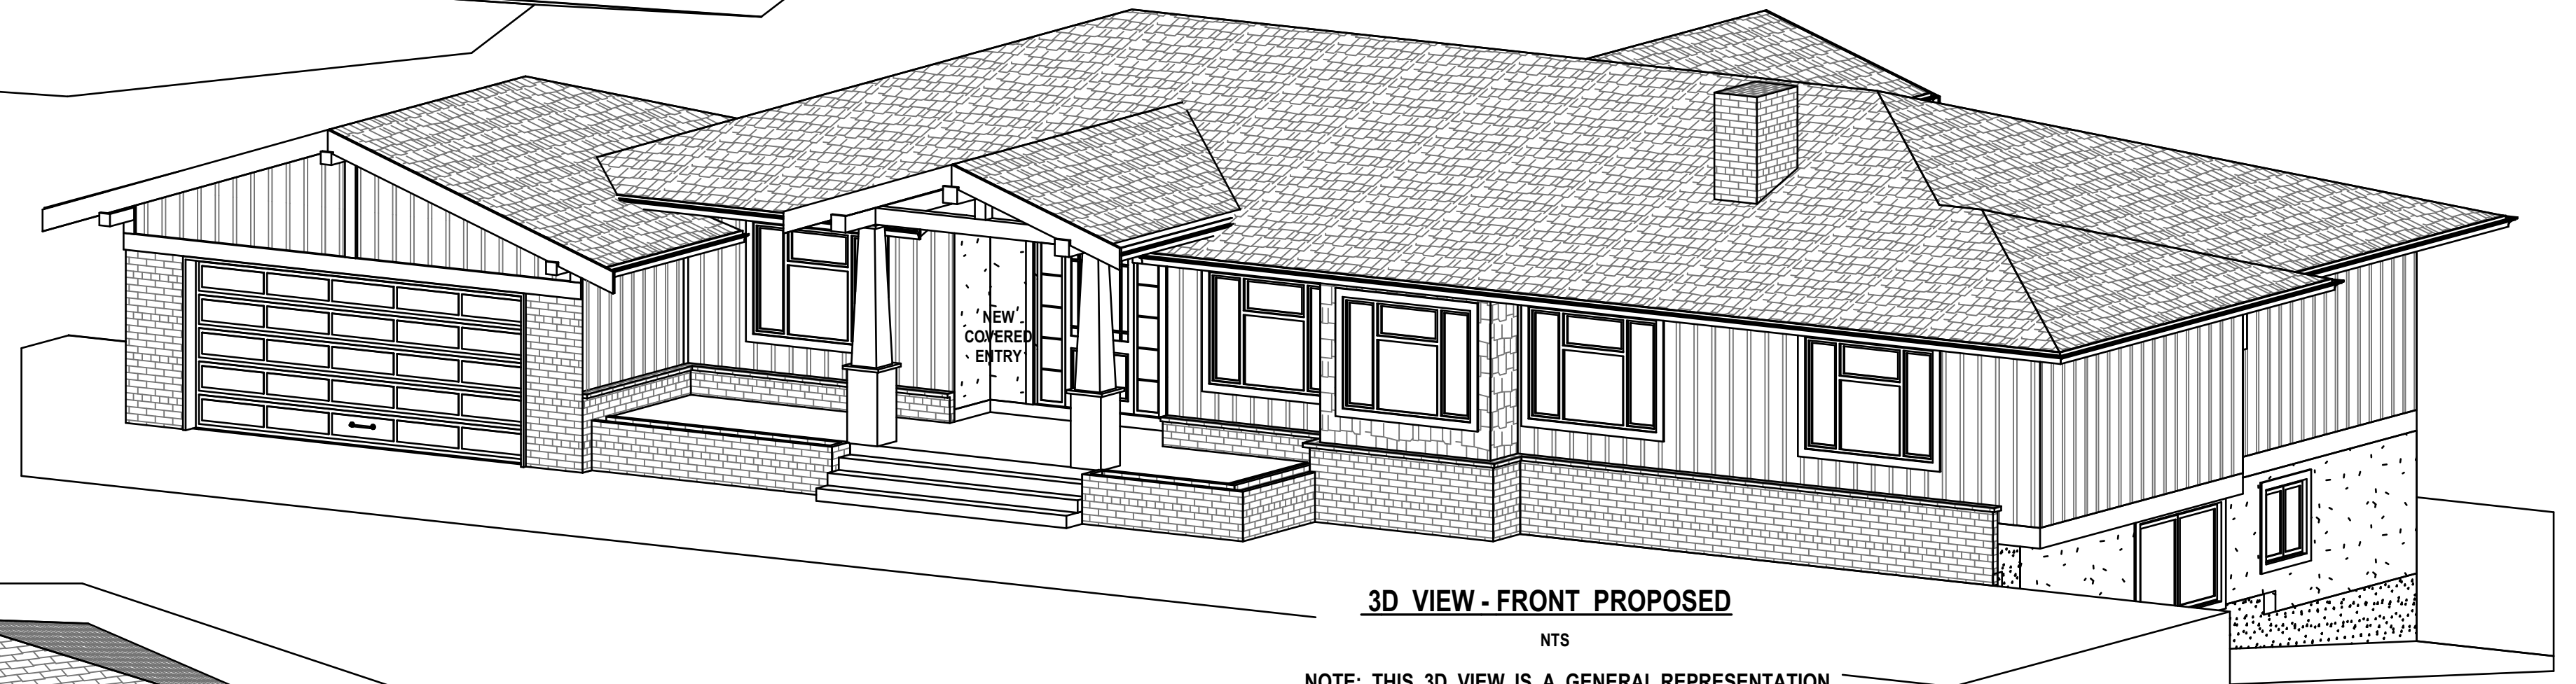 NEW
COVERED
ENTRY
3D VIEW - FRONT PROPOSED
NTS
NOTE: THIS 3D VIEW IS A GENERAL REPRESENTATION